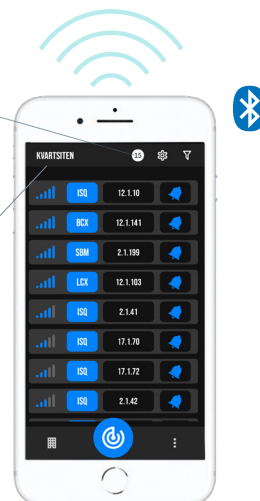 KVARTSITEN 15
ISQ 12.1.10
BCX 12.1.141
SBM 2.1.199
LCX 12.1.103
ISQ 2.1.41
ISQ 17.1.70
ISQ 17.1.72
ISQ 2.1.42